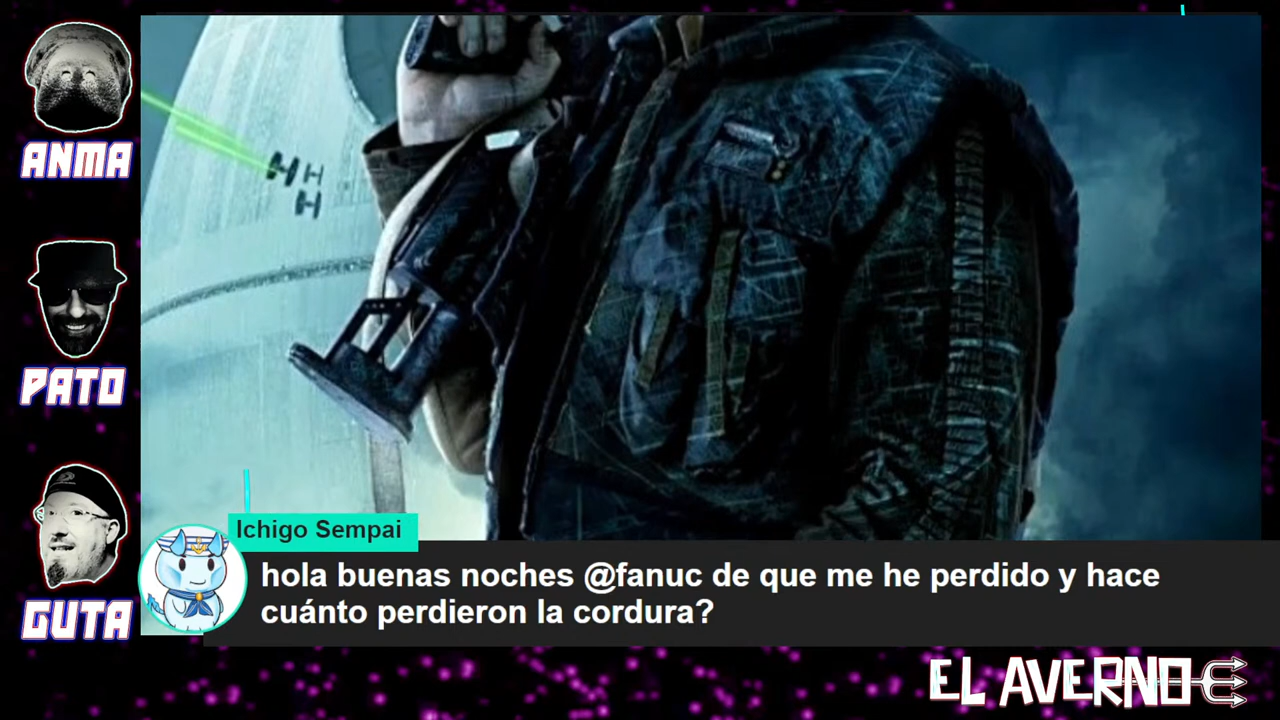 ANMA
PATO
GUTA
Ichigo Sempai
hola buenas noches @fanuc de que me he perdido y hace
cuánto perdieron la cordura?
EL AVERNO